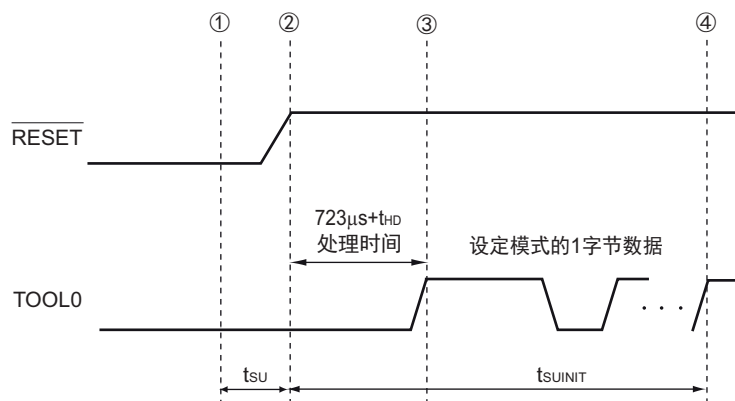 ① ② ③ ④
RESET
723μs+tHD
处理时间
设定模式的1字节数据
TOOL0
. . .
tSU
tSUINIT